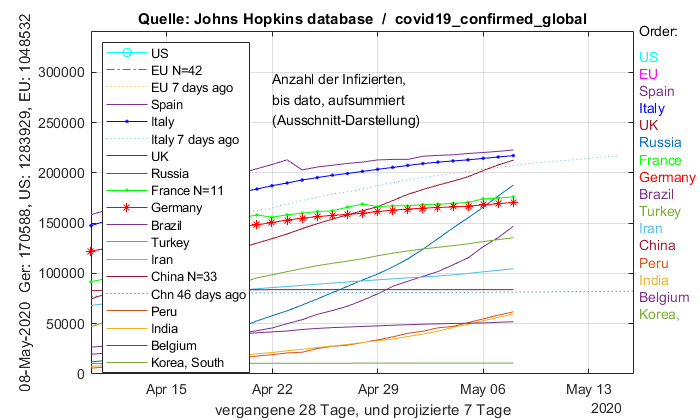 Quelle: Johns Hopkins database / covid19_confirmed_global
08-May-2020 Ger: 170588, US: 1283929, EU: 1048532
300000
250000
200000
150000
100000
50000
0
US
EU N=42
EU 7 days ago
Spain
Italy
Italy 7 days ago
UK
Russia
France N=11
Germany
Brazil
Turkey
Iran
China N=33
Chn 46 days ago
Peru
India
Belgium
Korea, South
Anzahl der Infizierten,
bis dato, aufsummiert
(Ausschnitt-Darstellung)
Order:
US
EU
Spain
Italy
UK
Russia
France
Germany
Brazil
Turkey
Iran
China
Peru
India
Belgium
Korea,
Apr 15
Apr 22
Apr 29
May 06
May 13
2020
vergangene 28 Tage, und projizierte 7 Tage